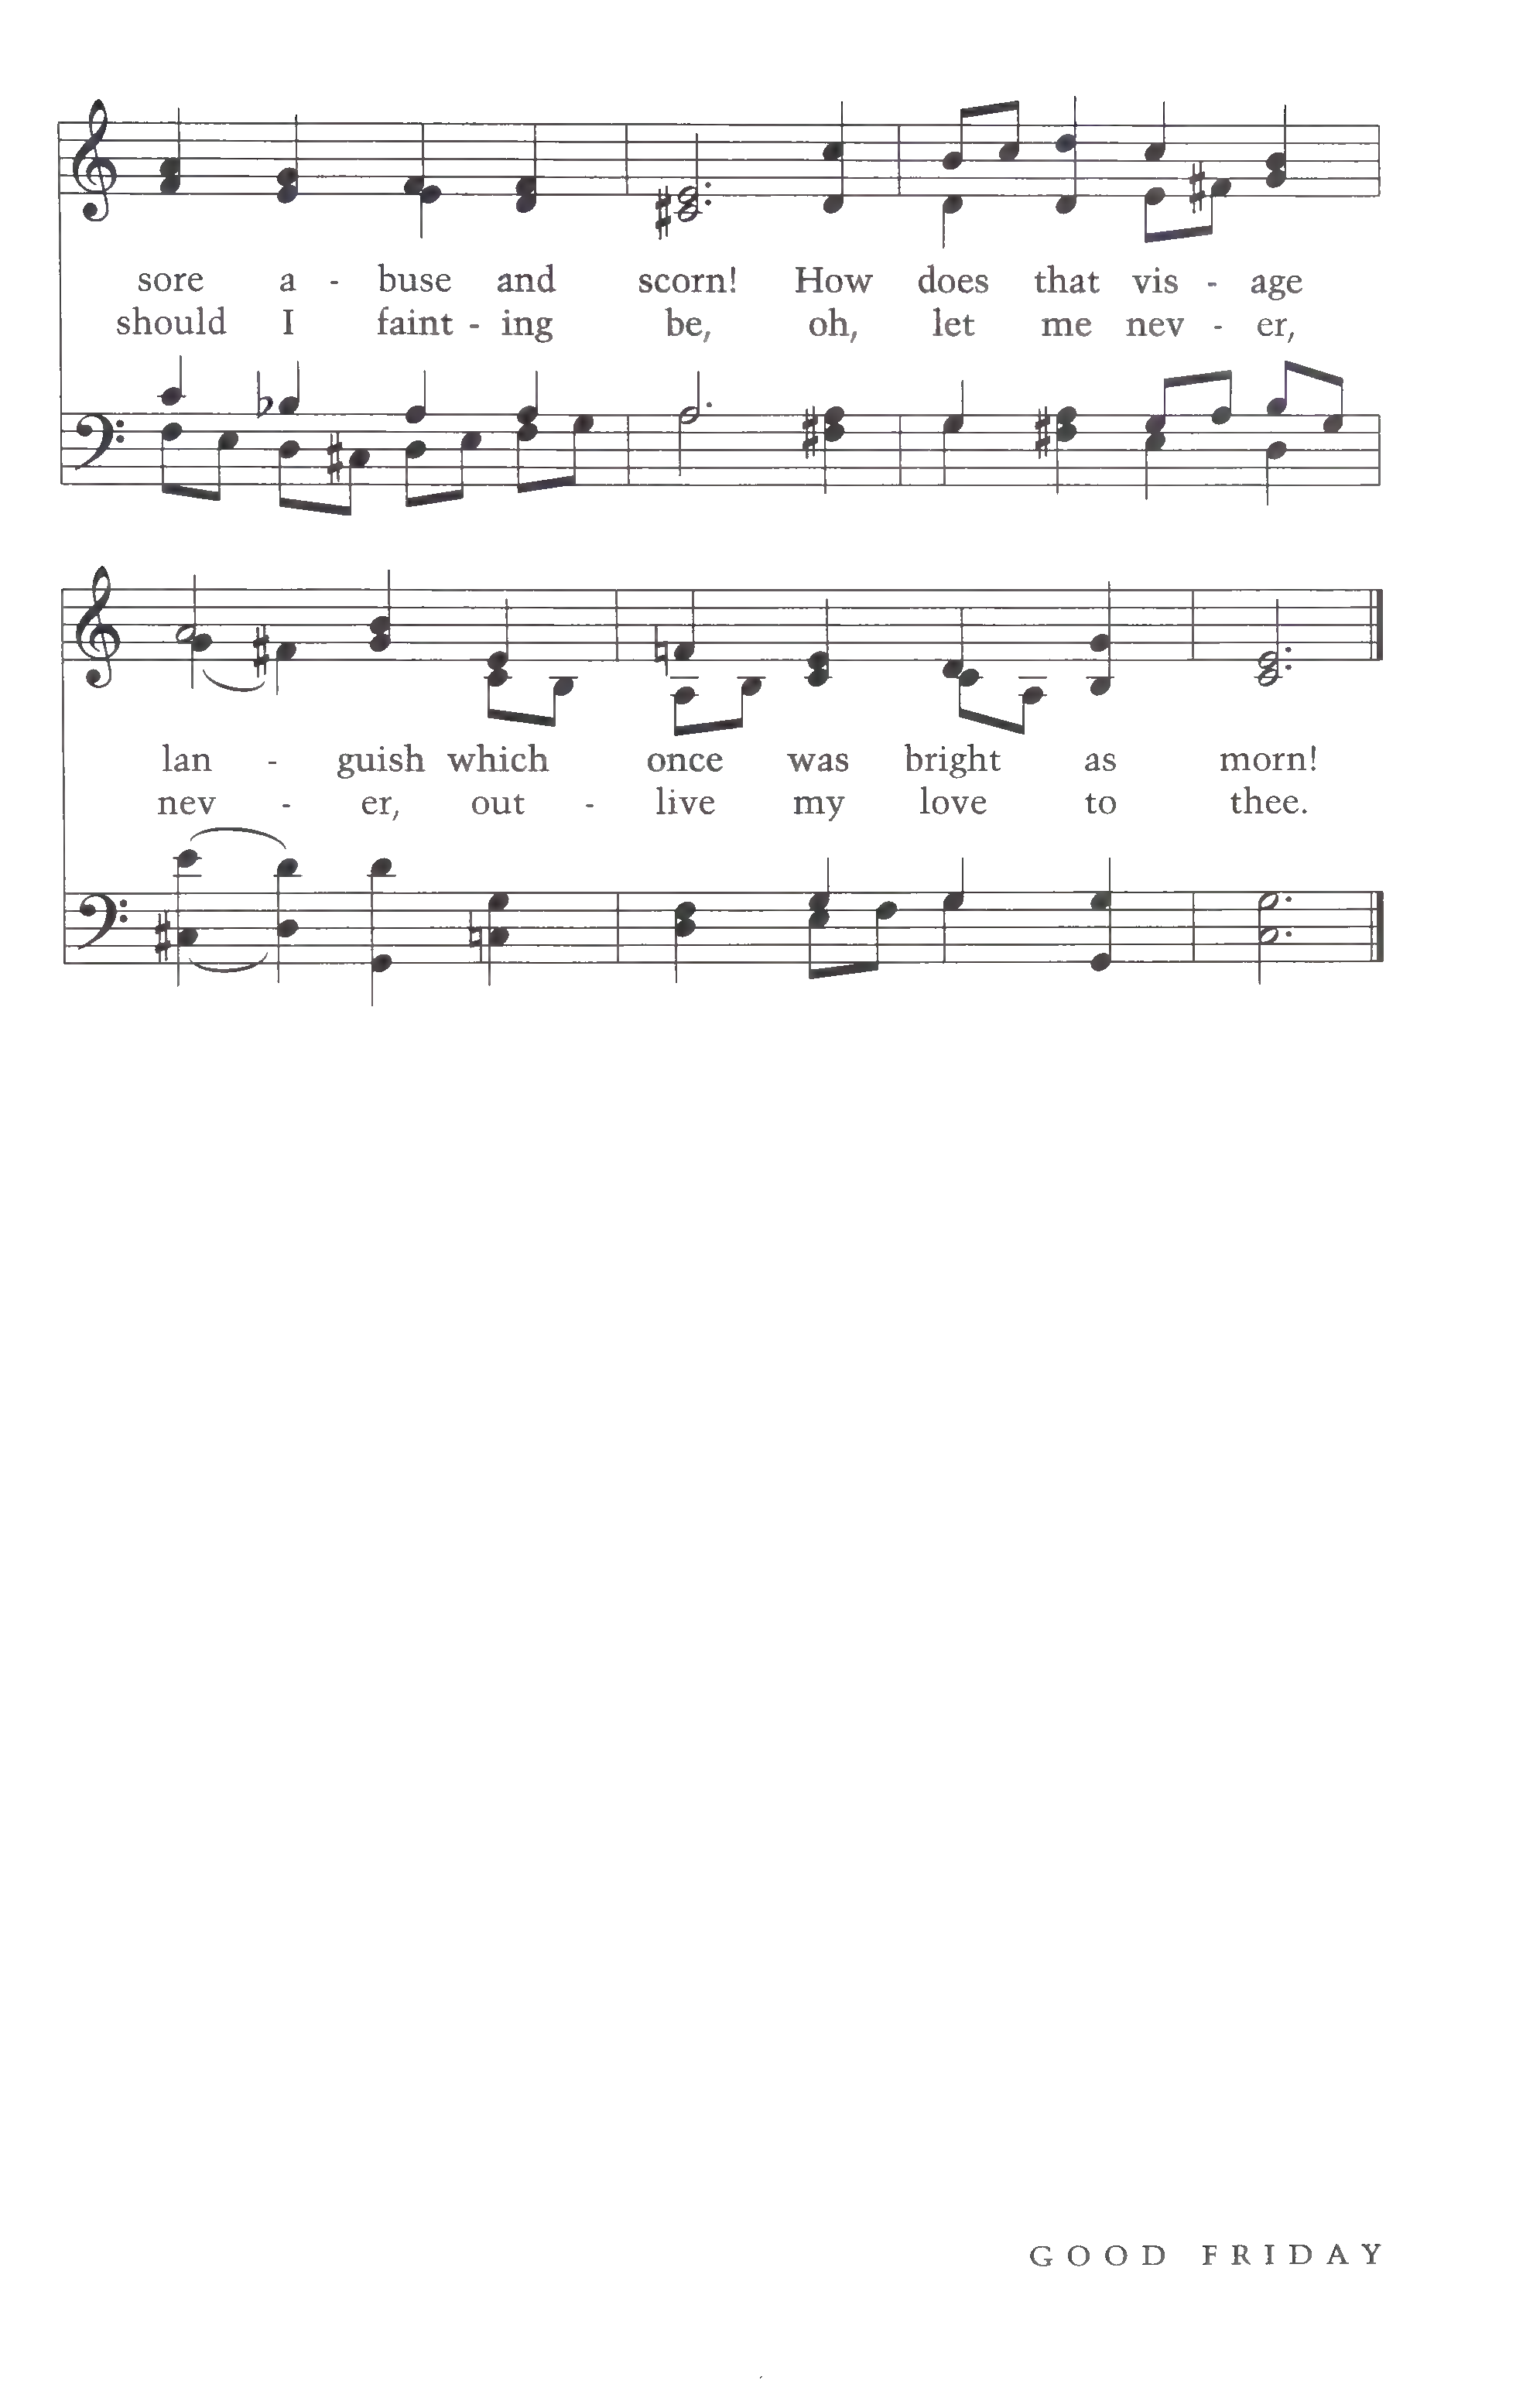 sore a - buse and scorn! How does that vis - age
should I faint - ing be, oh, let me nev - er,
lan - guish which once was bright as morn!
nev - er, out - live my love to thee.
GOOD FRIDAY